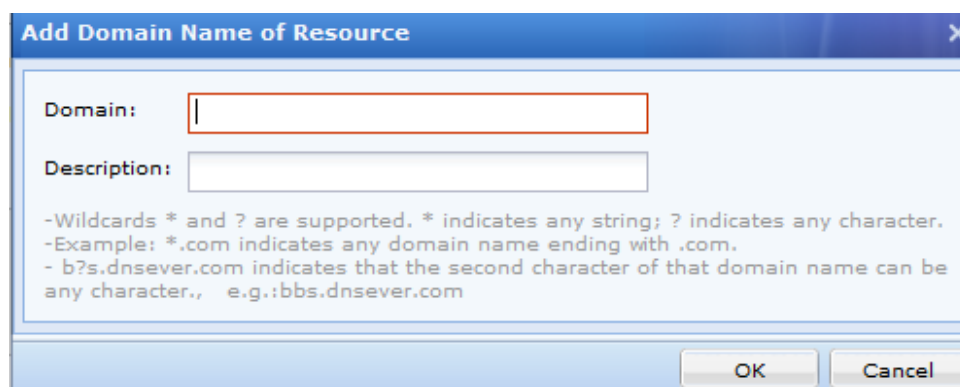 Add Domain Name of Resource
Domain:
Description:
-Wildcards * and ? are supported. * indicates any string; ? indicates any character.
-Example: *.com indicates any domain name ending with .com.
- b?s.dnsever.com indicates that the second character of that domain name can be
any character., e.g.:bbs.dnsever.com
OK Cancel